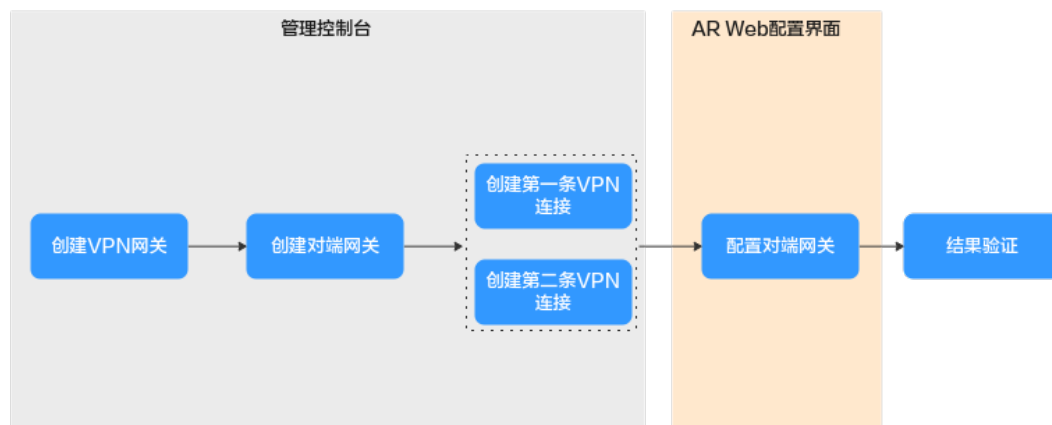 管理控制台
AR Web配置界面
创建VPN网关
创建对端网关
创建第一条VPN
连接
创建第二条VPN
连接
配置对端网关
结果验证